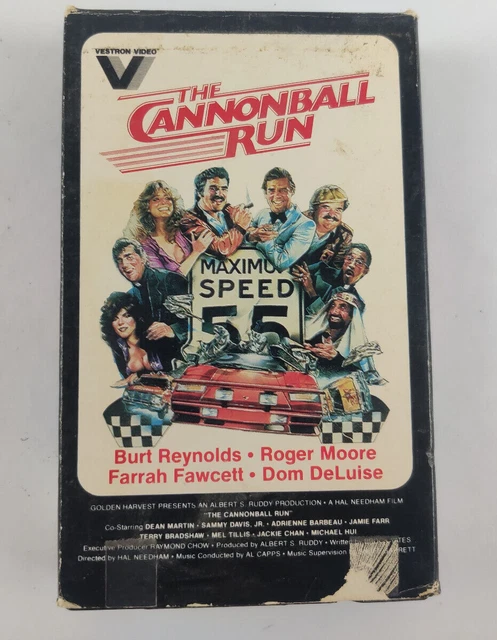 VESTRON VIDEO
THE
CANNONBALL
RUN
MAXIMU
SPEED
55
Burt Reynolds • Roger Moore
Farrah Fawcett • Dom DeLuise
GOLDEN HARVEST PRESENTS AN ALBERT S. RUDDY PRODUCTION • A HAL NEEDHAM FILM
"THE CANNONBALL RUN"
Co-Starring DEAN MARTIN • SAMMY DAVIS, JR. • ADRIENNE BARBEAU • JAMIE FARR
TERRY BRADSHAW • MEL TILLIS • JACKIE CHAN • MICHAEL HUI
Executive Producer RAYMOND CHOW • Produced by ALBERT S. RUDDY • Written
Directed by HAL NEEDHAM • Music Conducted by AL CAPPS • Music Supervision